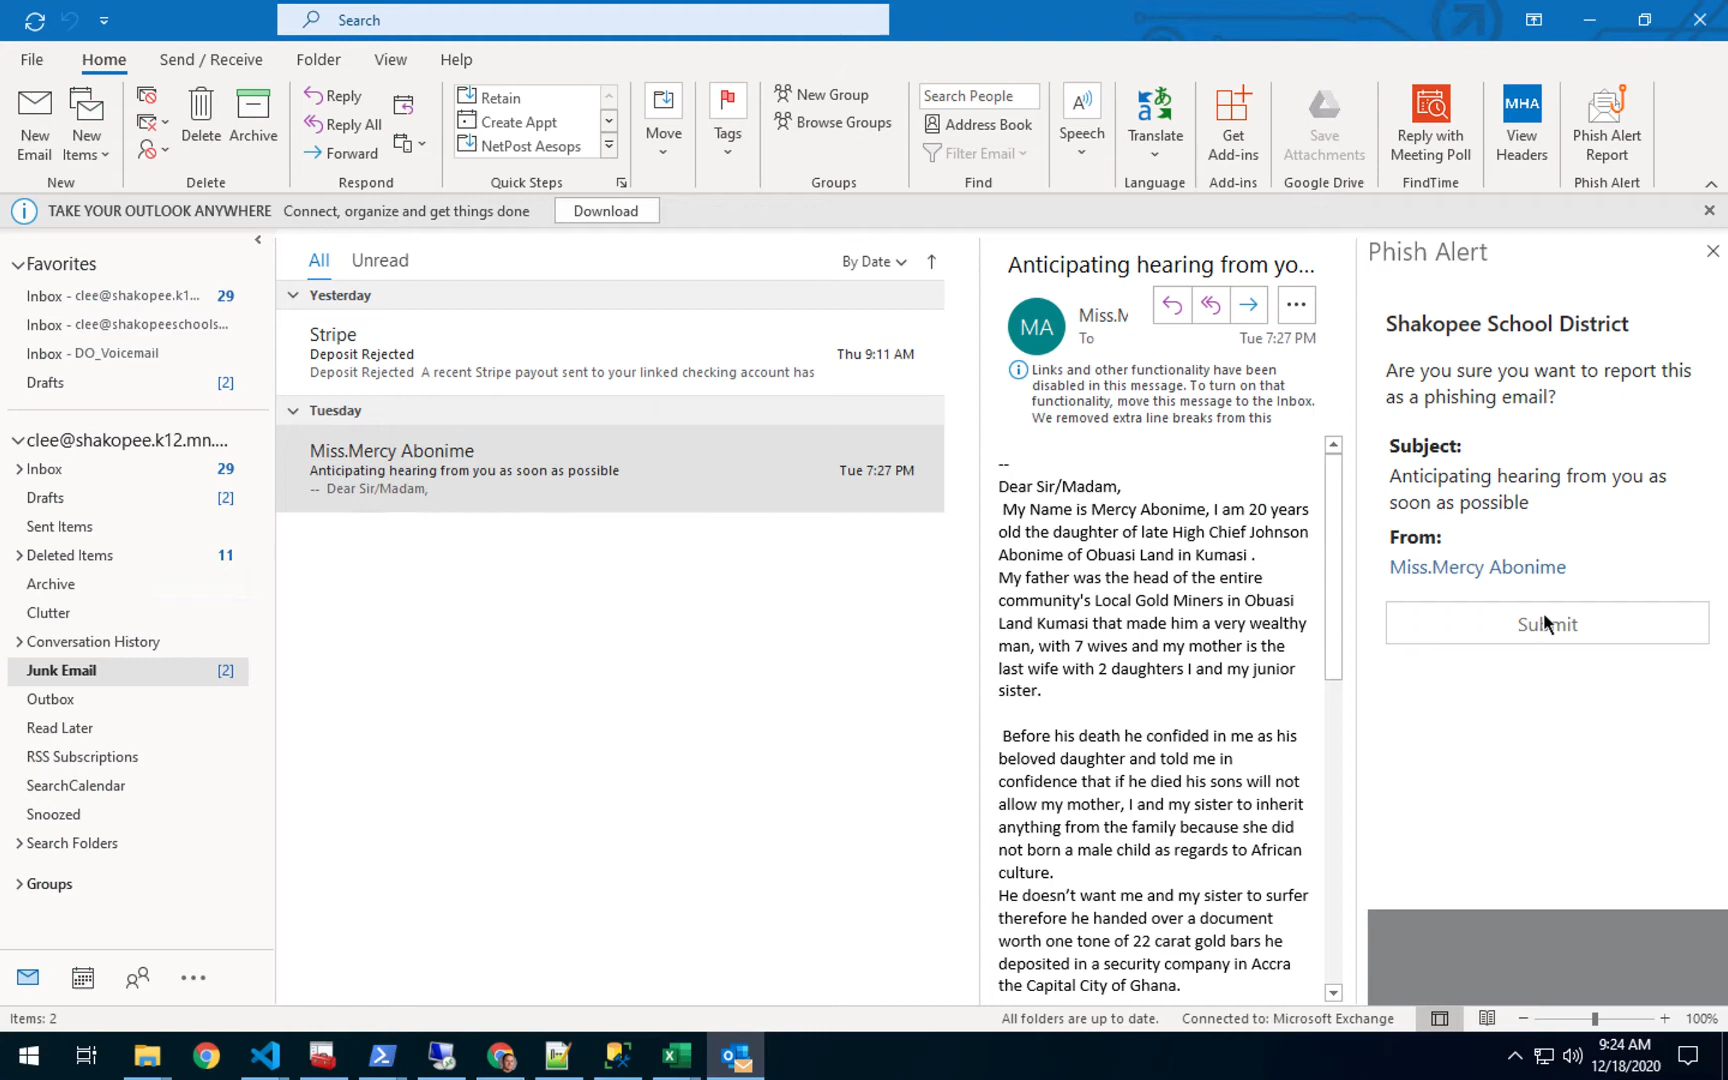 Search
File Home Send / Receive Folder View Help
New Email
New Items
Delete
Archive
Reply
Reply All
Forward
Retain
Create Appt
NetPost Aesops
Move
Tags
New Group
Browse Groups
Search People
Address Book
Filter Email
Speech
Translate
Get Add-ins
Save Attachments
Reply with Meeting Poll
MHA
View Headers
Phish Alert Report
New Delete Respond Quick Steps Groups Find Language Add-ins Google Drive FindTime Phish Alert
TAKE YOUR OUTLOOK ANYWHERE Connect, organize and get things done Download
Favorites
Inbox - clee@shakopee.k1... 29
Inbox - clee@shakopeeschools...
Inbox - DO_Voicemail
Drafts [2]
clee@shakopee.k12.mn....
Inbox 29
Drafts [2]
Sent Items
Deleted Items 11
Archive
Clutter
Conversation History
Junk Email [2]
Outbox
Read Later
RSS Subscriptions
SearchCalendar
Snoozed
Search Folders
Groups
All Unread By Date
Yesterday
Stripe
Deposit Rejected Thu 9:11 AM
Deposit Rejected A recent Stripe payout sent to your linked checking account has
Tuesday
Miss.Mercy Abonime
Anticipating hearing from you as soon as possible Tue 7:27 PM
-- Dear Sir/Madam,
Anticipating hearing from yo...
MA
Miss.M
To Tue 7:27 PM
Links and other functionality have been
disabled in this message. To turn on that
functionality, move this message to the Inbox.
We removed extra line breaks from this
--
Dear Sir/Madam,
My Name is Mercy Abonime, I am 20 years
old the daughter of late High Chief Johnson
Abonime of Obuasi Land in Kumasi .
My father was the head of the entire
community's Local Gold Miners in Obuasi
Land Kumasi that made him a very wealthy
man, with 7 wives and my mother is the
last wife with 2 daughters I and my junior
sister.
Before his death he confided in me as his
beloved daughter and told me in
confidence that if he died his sons will not
allow my mother, I and my sister to inherit
anything from the family because she did
not born a male child as regards to African
culture.
He doesn’t want me and my sister to surfer
therefore he handed over a document
worth one tone of 22 carat gold bars he
deposited in a security company in Accra
the Capital City of Ghana.
Phish Alert
Shakopee School District
Are you sure you want to report this
as a phishing email?
Subject:
Anticipating hearing from you as
soon as possible
From:
Miss.Mercy Abonime
Submit
Items: 2 All folders are up to date. Connected to: Microsoft Exchange 100%
9:24 AM
12/18/2020